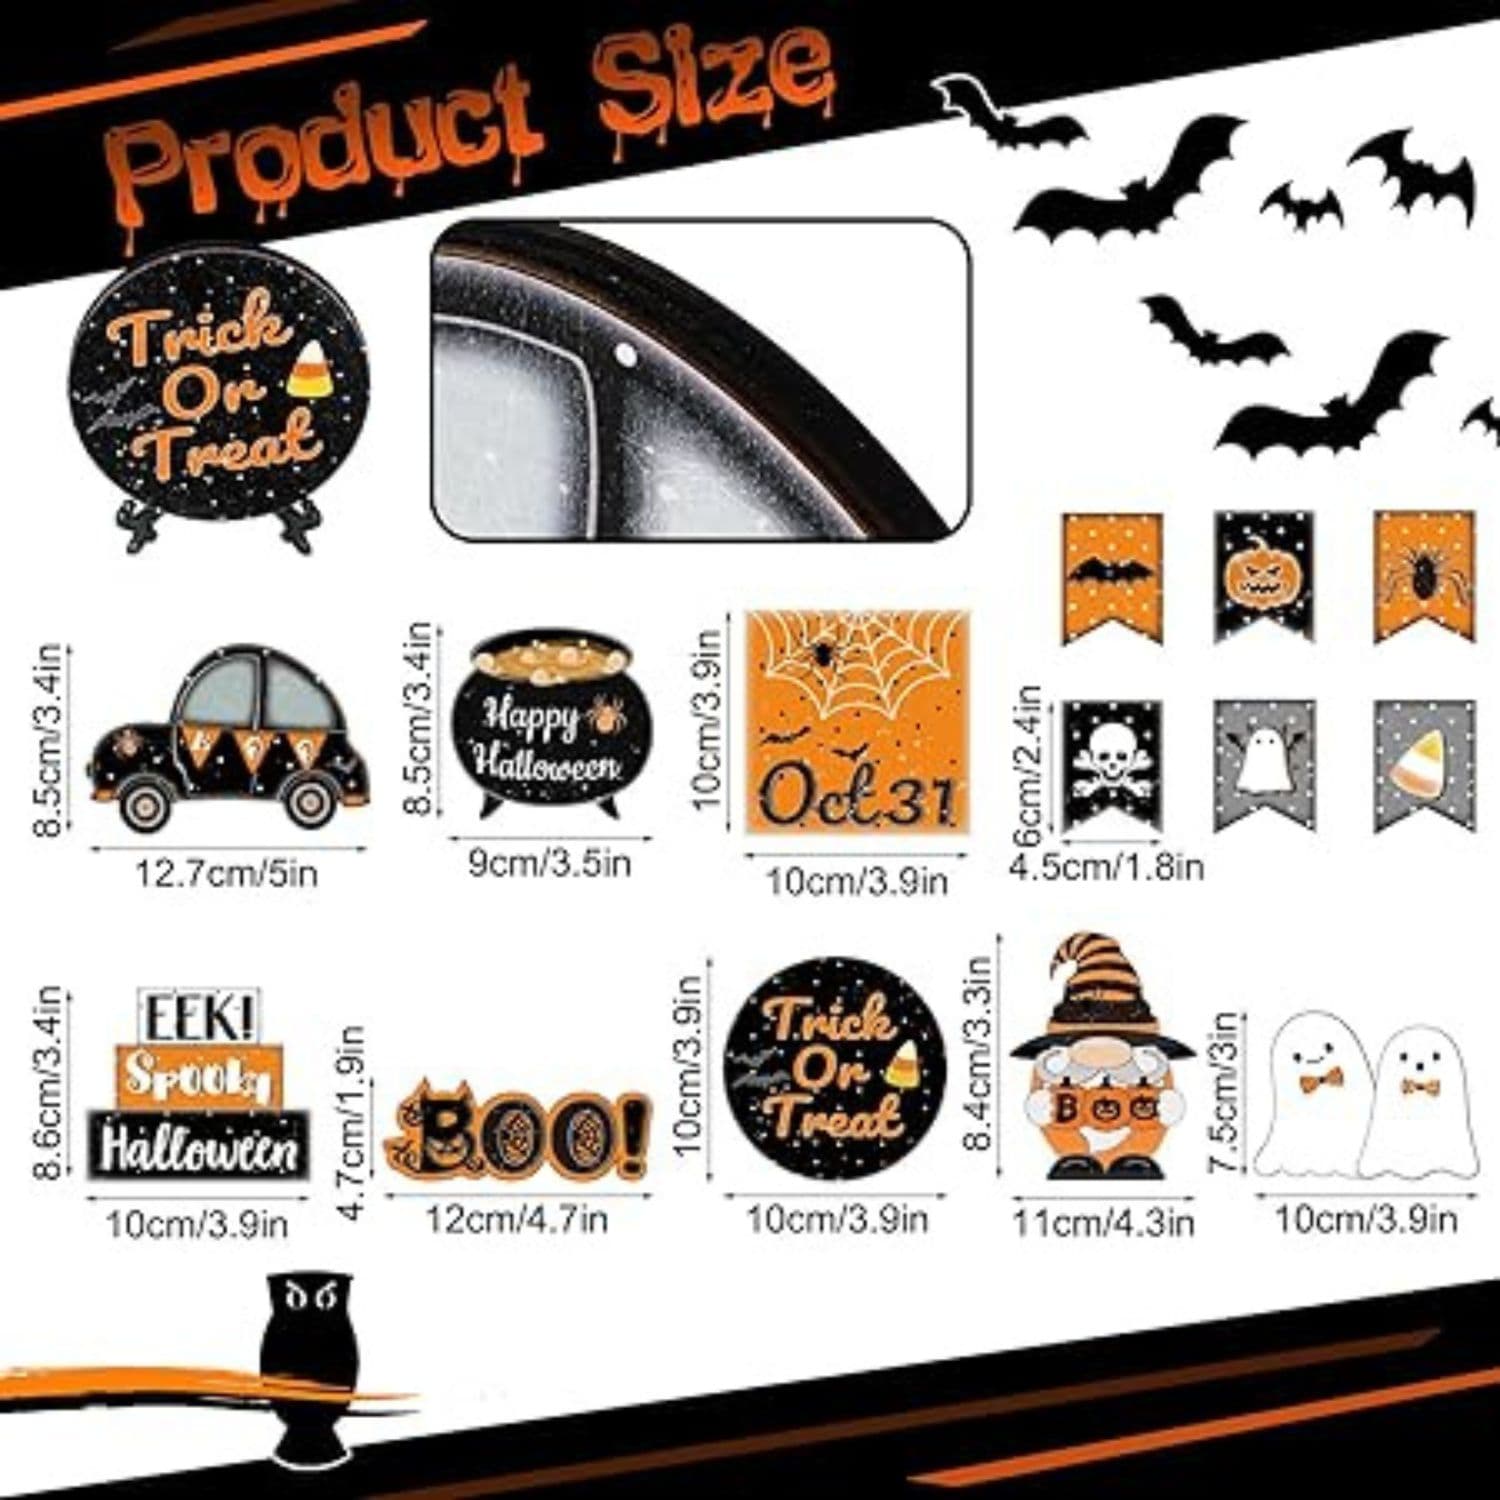 Product Size
Trick
Or
Treat
8.5cm/3.4in
BOO
12.7cm/5in
8.5cm/3.4in
Happy
Halloween
9cm/3.5in
10cm/3.9in
Oct.31
10cm/3.9in
6cm/2.4in
4.5cm/1.8in
8.6cm/3.4in
EEK!
Spooky
Halloween
10cm/3.9in
4.7cm/1.9in
BOO!
12cm/4.7in
10cm/3.9in
Trick
Or
Treat
10cm/3.9in
8.4cm/3.3in
Boo
11cm/4.3in
7.5cm/3in
10cm/3.9in